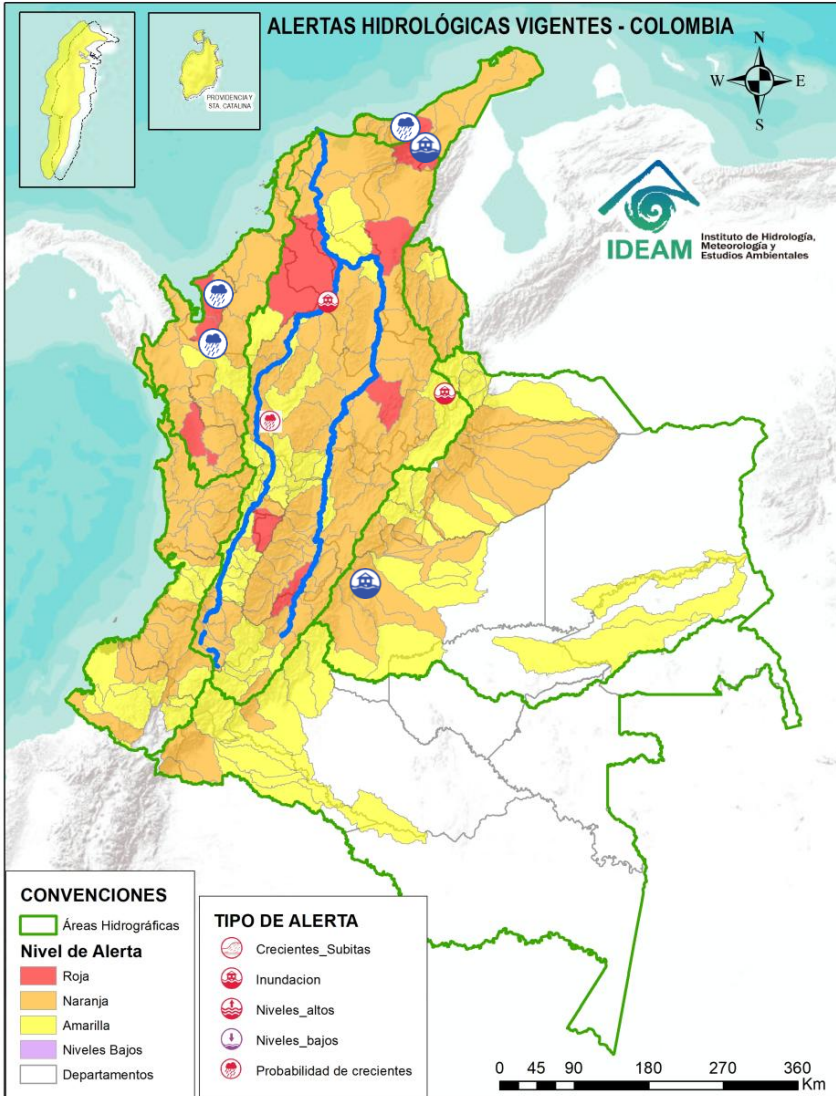 ALERTAS HIDROLÓGICAS VIGENTES - COLOMBIA
PROVIDENCIA Y
STA. CATALINA
N
W
E
S
IDEAM
Instituto de Hidrología,
Meteorología y
Estudios Ambientales
CONVENCIONES
Áreas Hidrográficas
Nivel de Alerta
Roja
Naranja
Amarilla
Niveles Bajos
Departamentos
TIPO DE ALERTA
Crecientes_Subitas
Inundacion
Niveles_altos
Niveles_bajos
Probabilidad de crecientes
0 45 90 180 270 360
Km